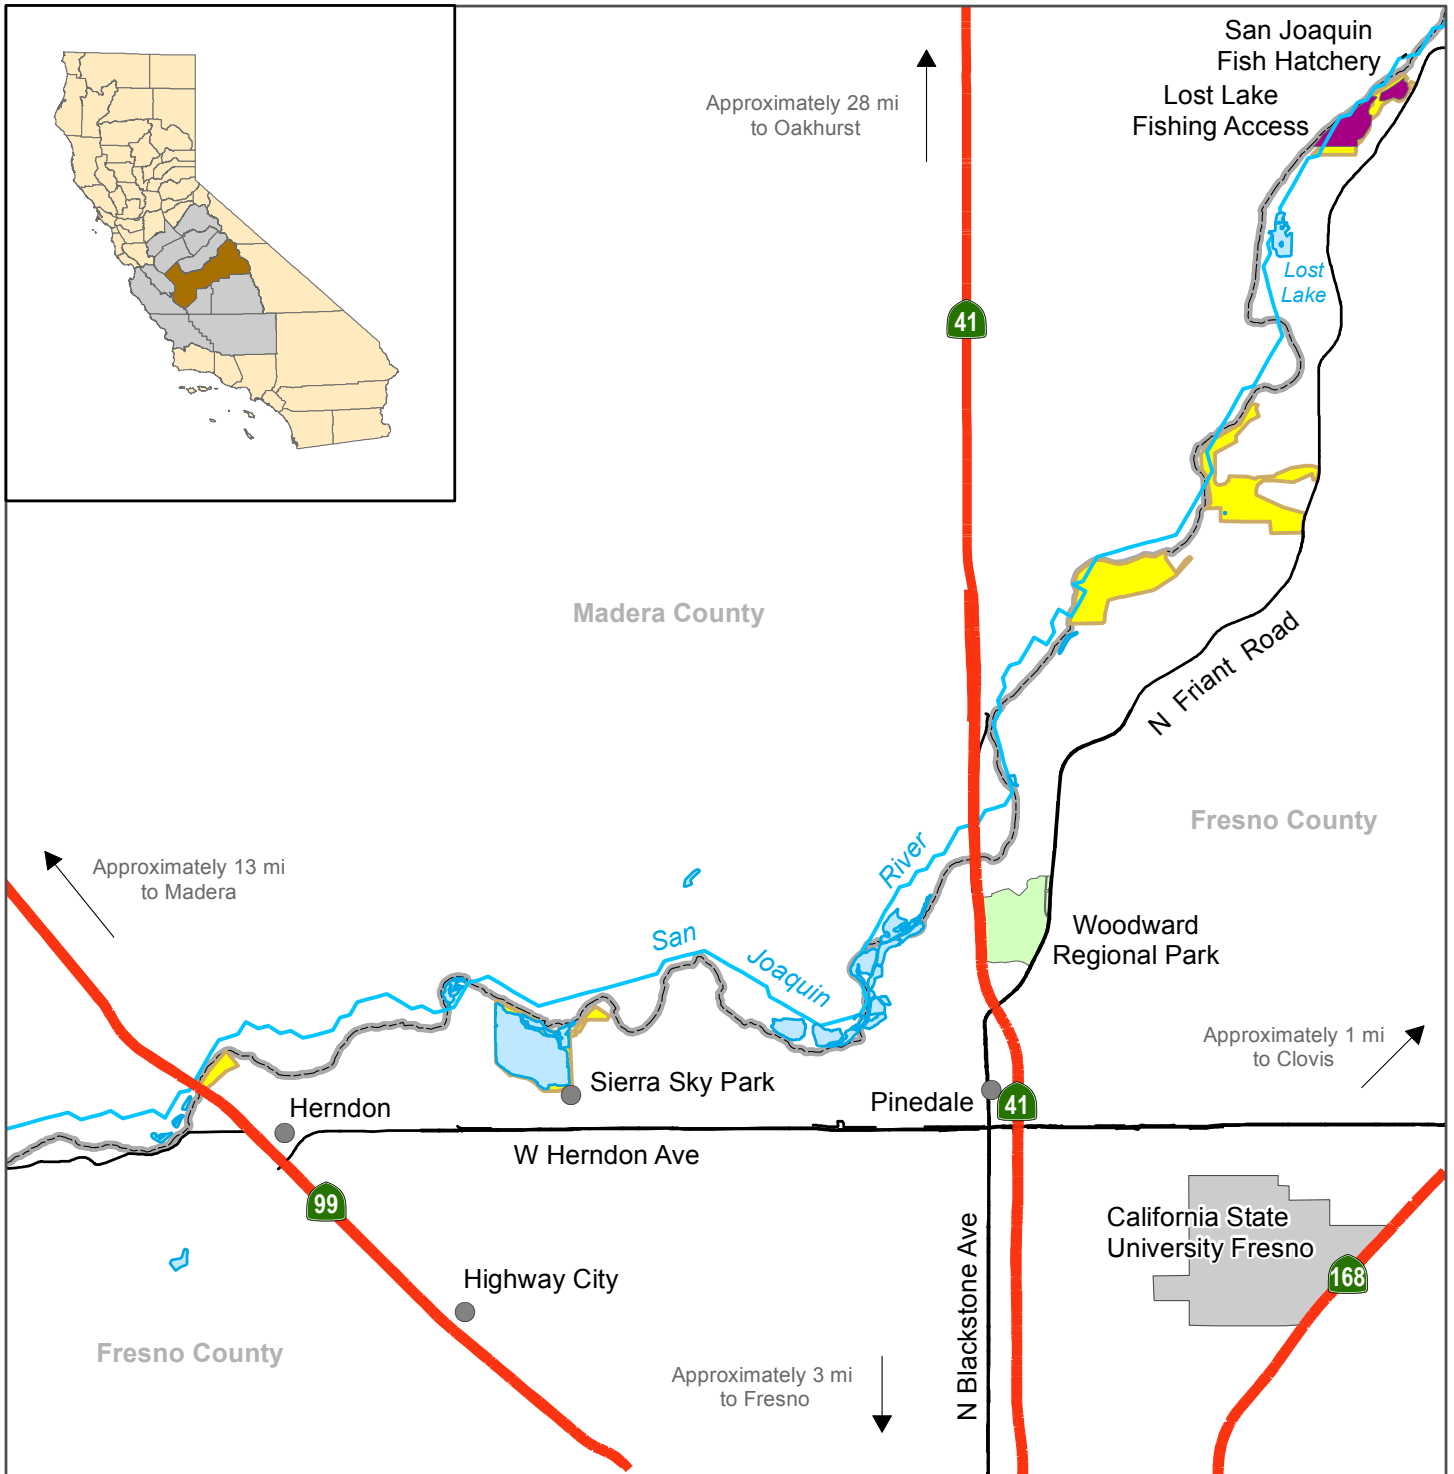 San Joaquin
Fish Hatchery
Lost Lake
Fishing Access
Approximately 28 mi
to Oakhurst
Lost
Lake
41
Madera County
N Friant Road
Fresno County
Approximately 13 mi
to Madera
River
San
Joaquin
Woodward
Regional Park
Approximately 1 mi
to Clovis
Sierra Sky Park
Pinedale
41
Herndon
W Herndon Ave
99
California State
University Fresno
168
N Blackstone Ave
Highway City
Fresno County
Approximately 3 mi
to Fresno